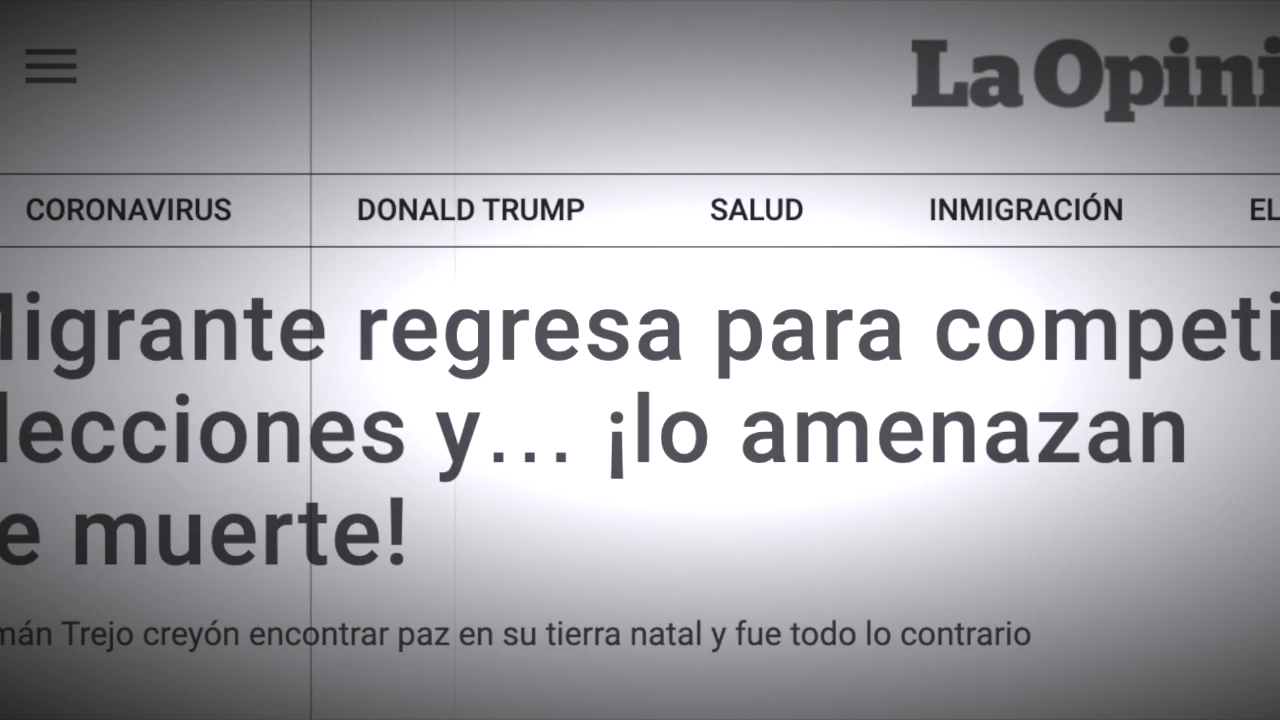 La Opini
CORONAVIRUS DONALD TRUMP SALUD INMIGRACIÓN EL
Migrante regresa para competi
lecciones y... ¡lo amenazan
e muerte!
mán Trejo creyón encontrar paz en su tierra natal y fue todo lo contrario